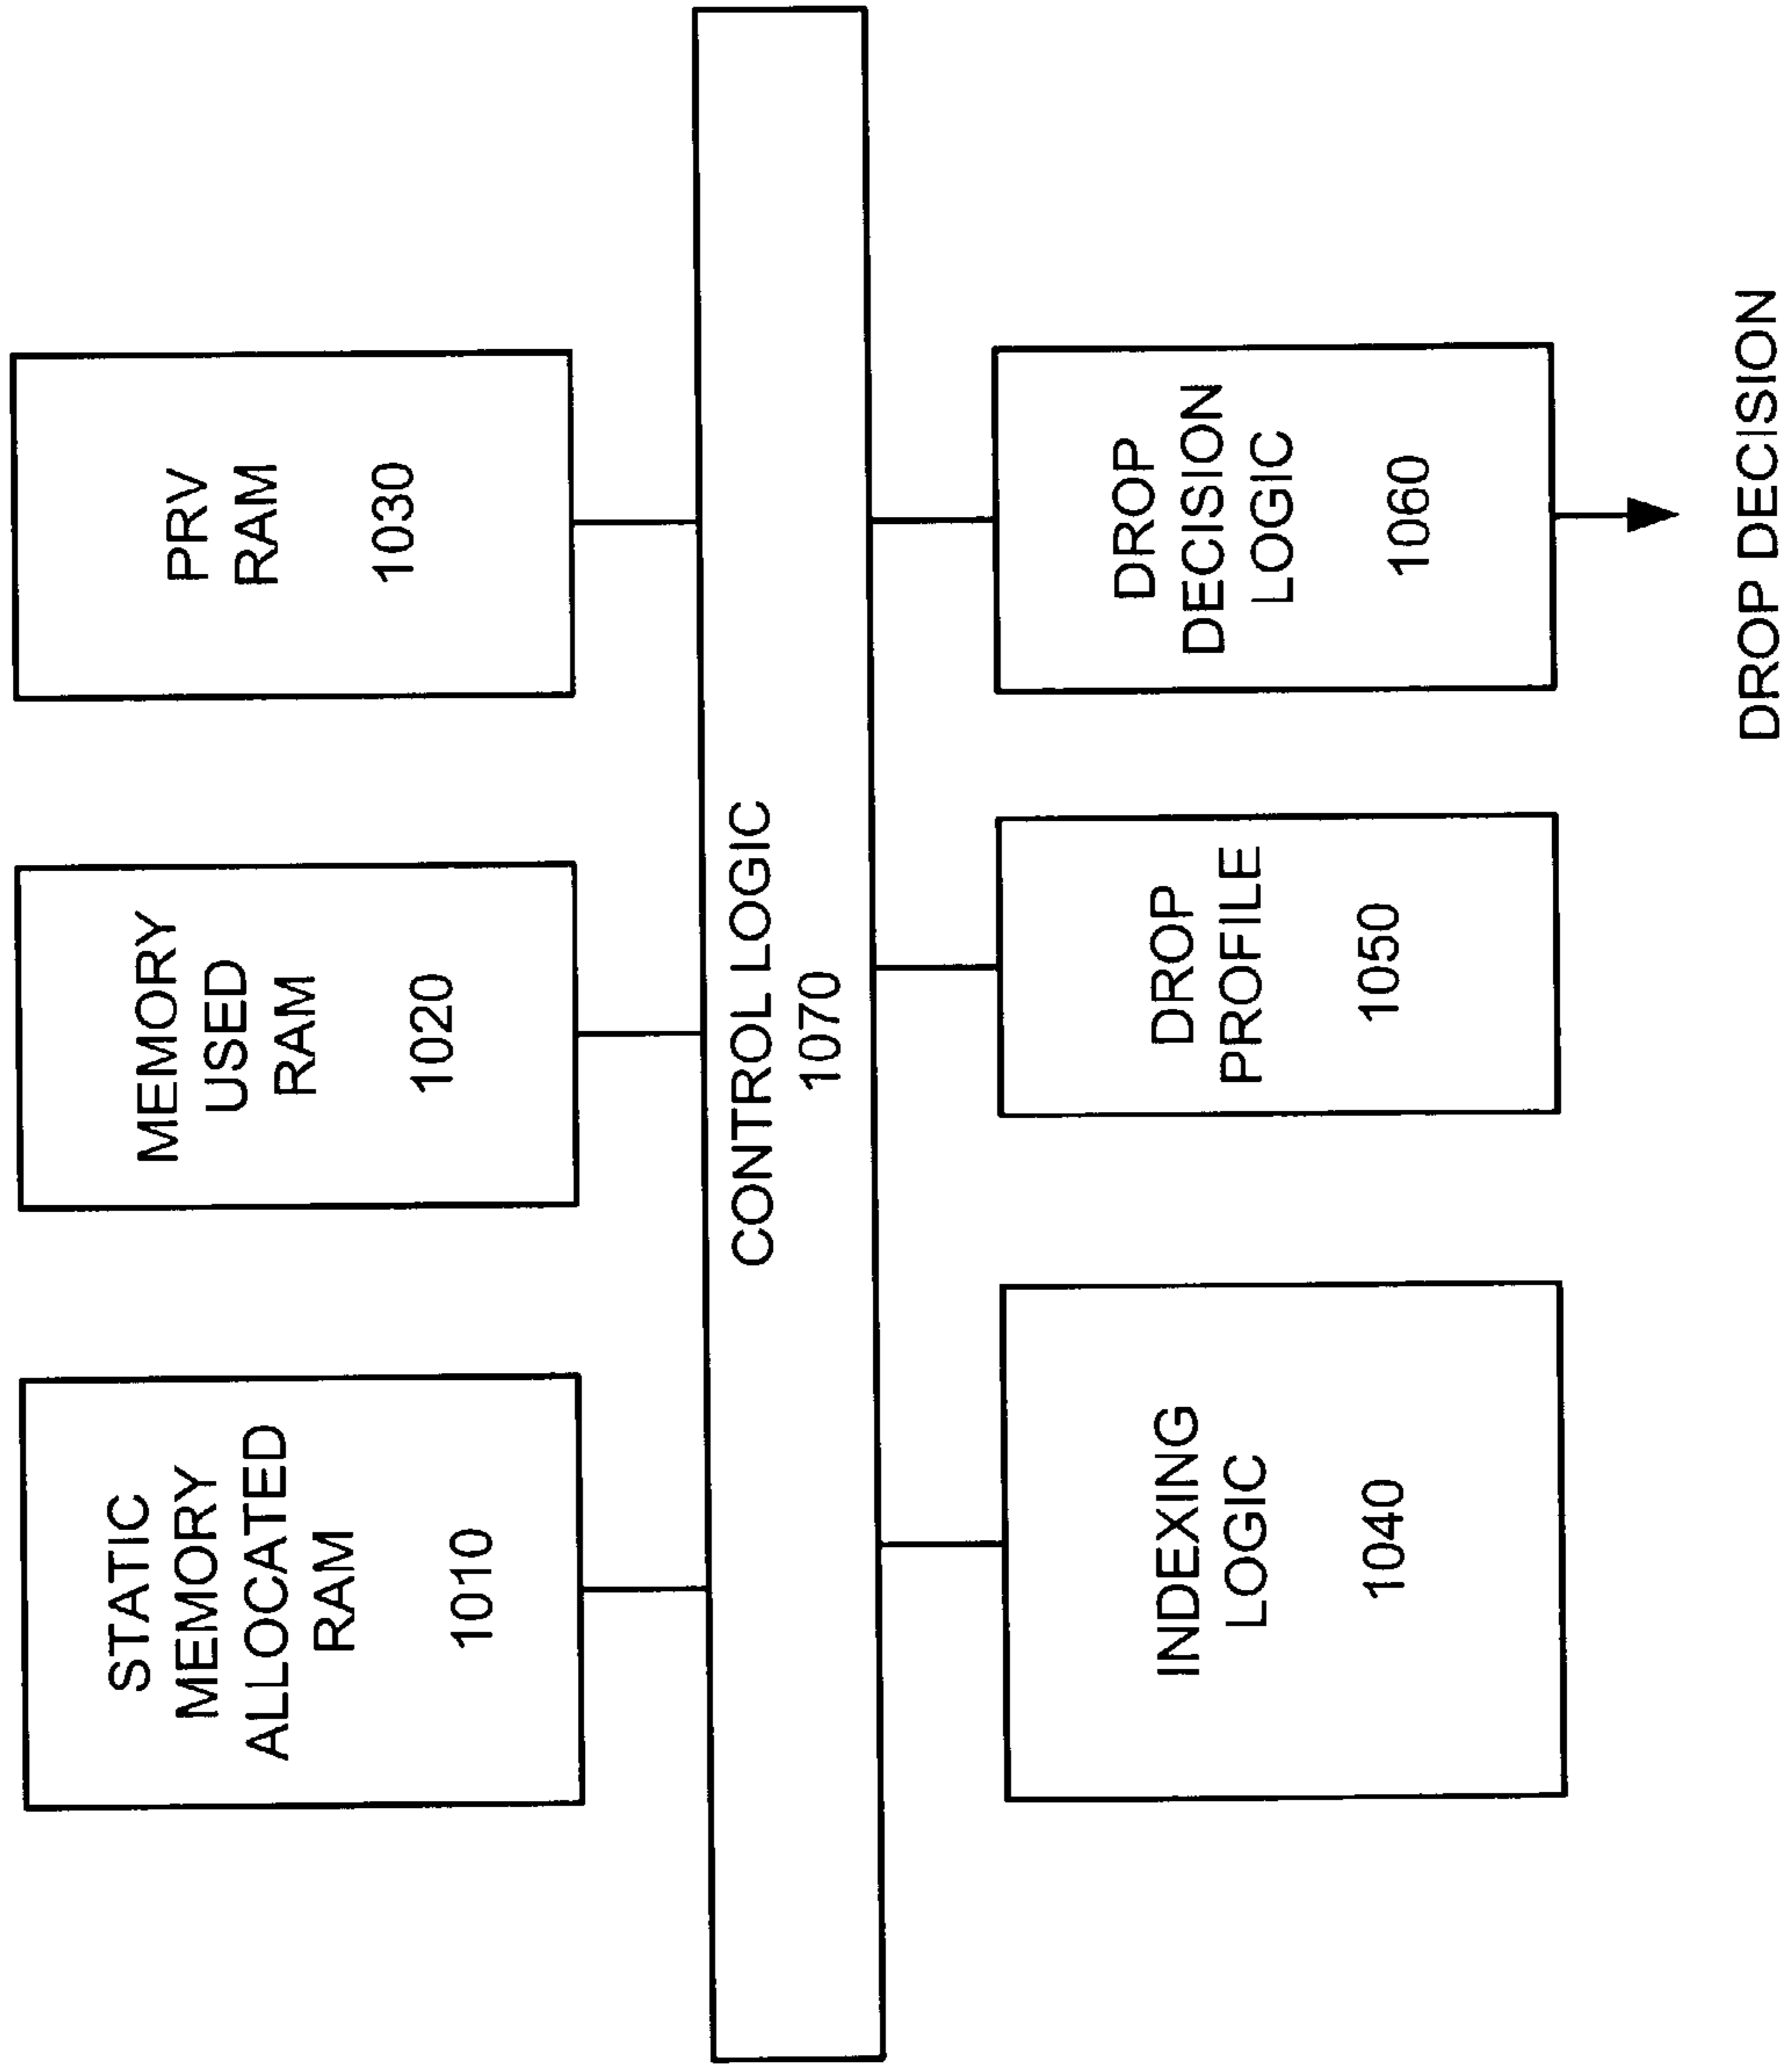 STATIC
MEMORY
ALLOCATED
RAM
1010
MEMORY
USED
RAM
1020
PRV
RAM
1030
CONTROL LOGIC
1070
INDEXING
LOGIC
1040
DROP
PROFILE
1050
DROP
DECISION
LOGIC
1060
DROP DECISION